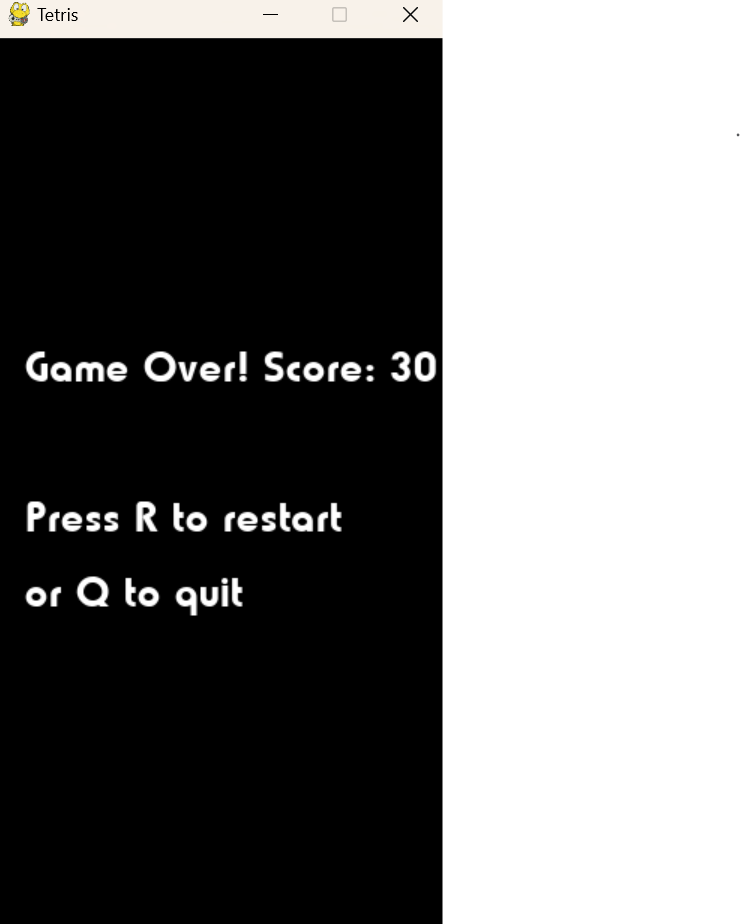 Tetris
Game Over! Score: 30
Press R to restart
or Q to quit